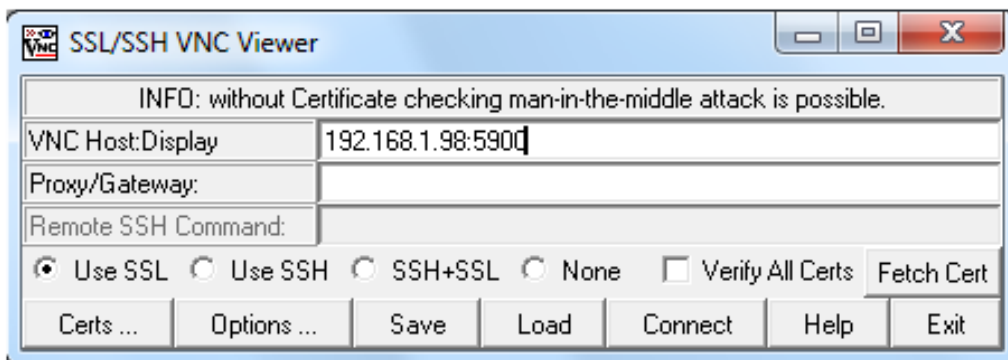 VNC SSL/SSH VNC Viewer
INFO: without Certificate checking man-in-the-middle attack is possible.
VNC Host:Display 192.168.1.98:5900
Proxy/Gateway:
Remote SSH Command:
Use SSL Use SSH SSH+SSL None Verify All Certs Fetch Cert
Certs ... Options ... Save Load Connect Help Exit